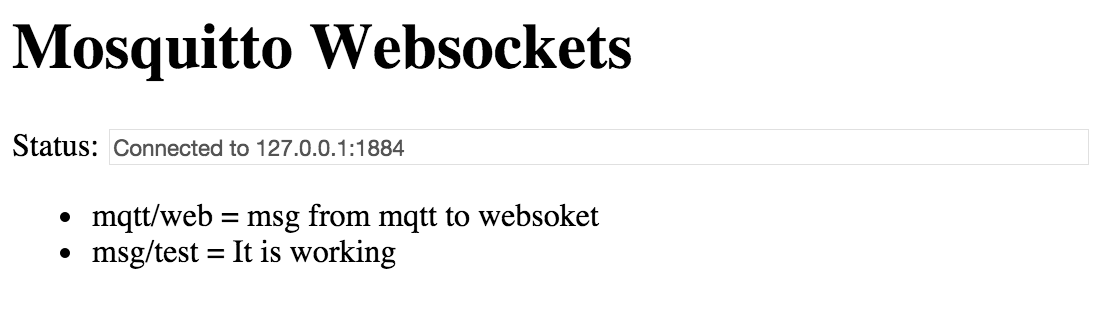 Mosquitto Websockets
Status: Connected to 127.0.0.1:1884
• mqtt/web = msg from mqtt to websoket
• msg/test = It is working